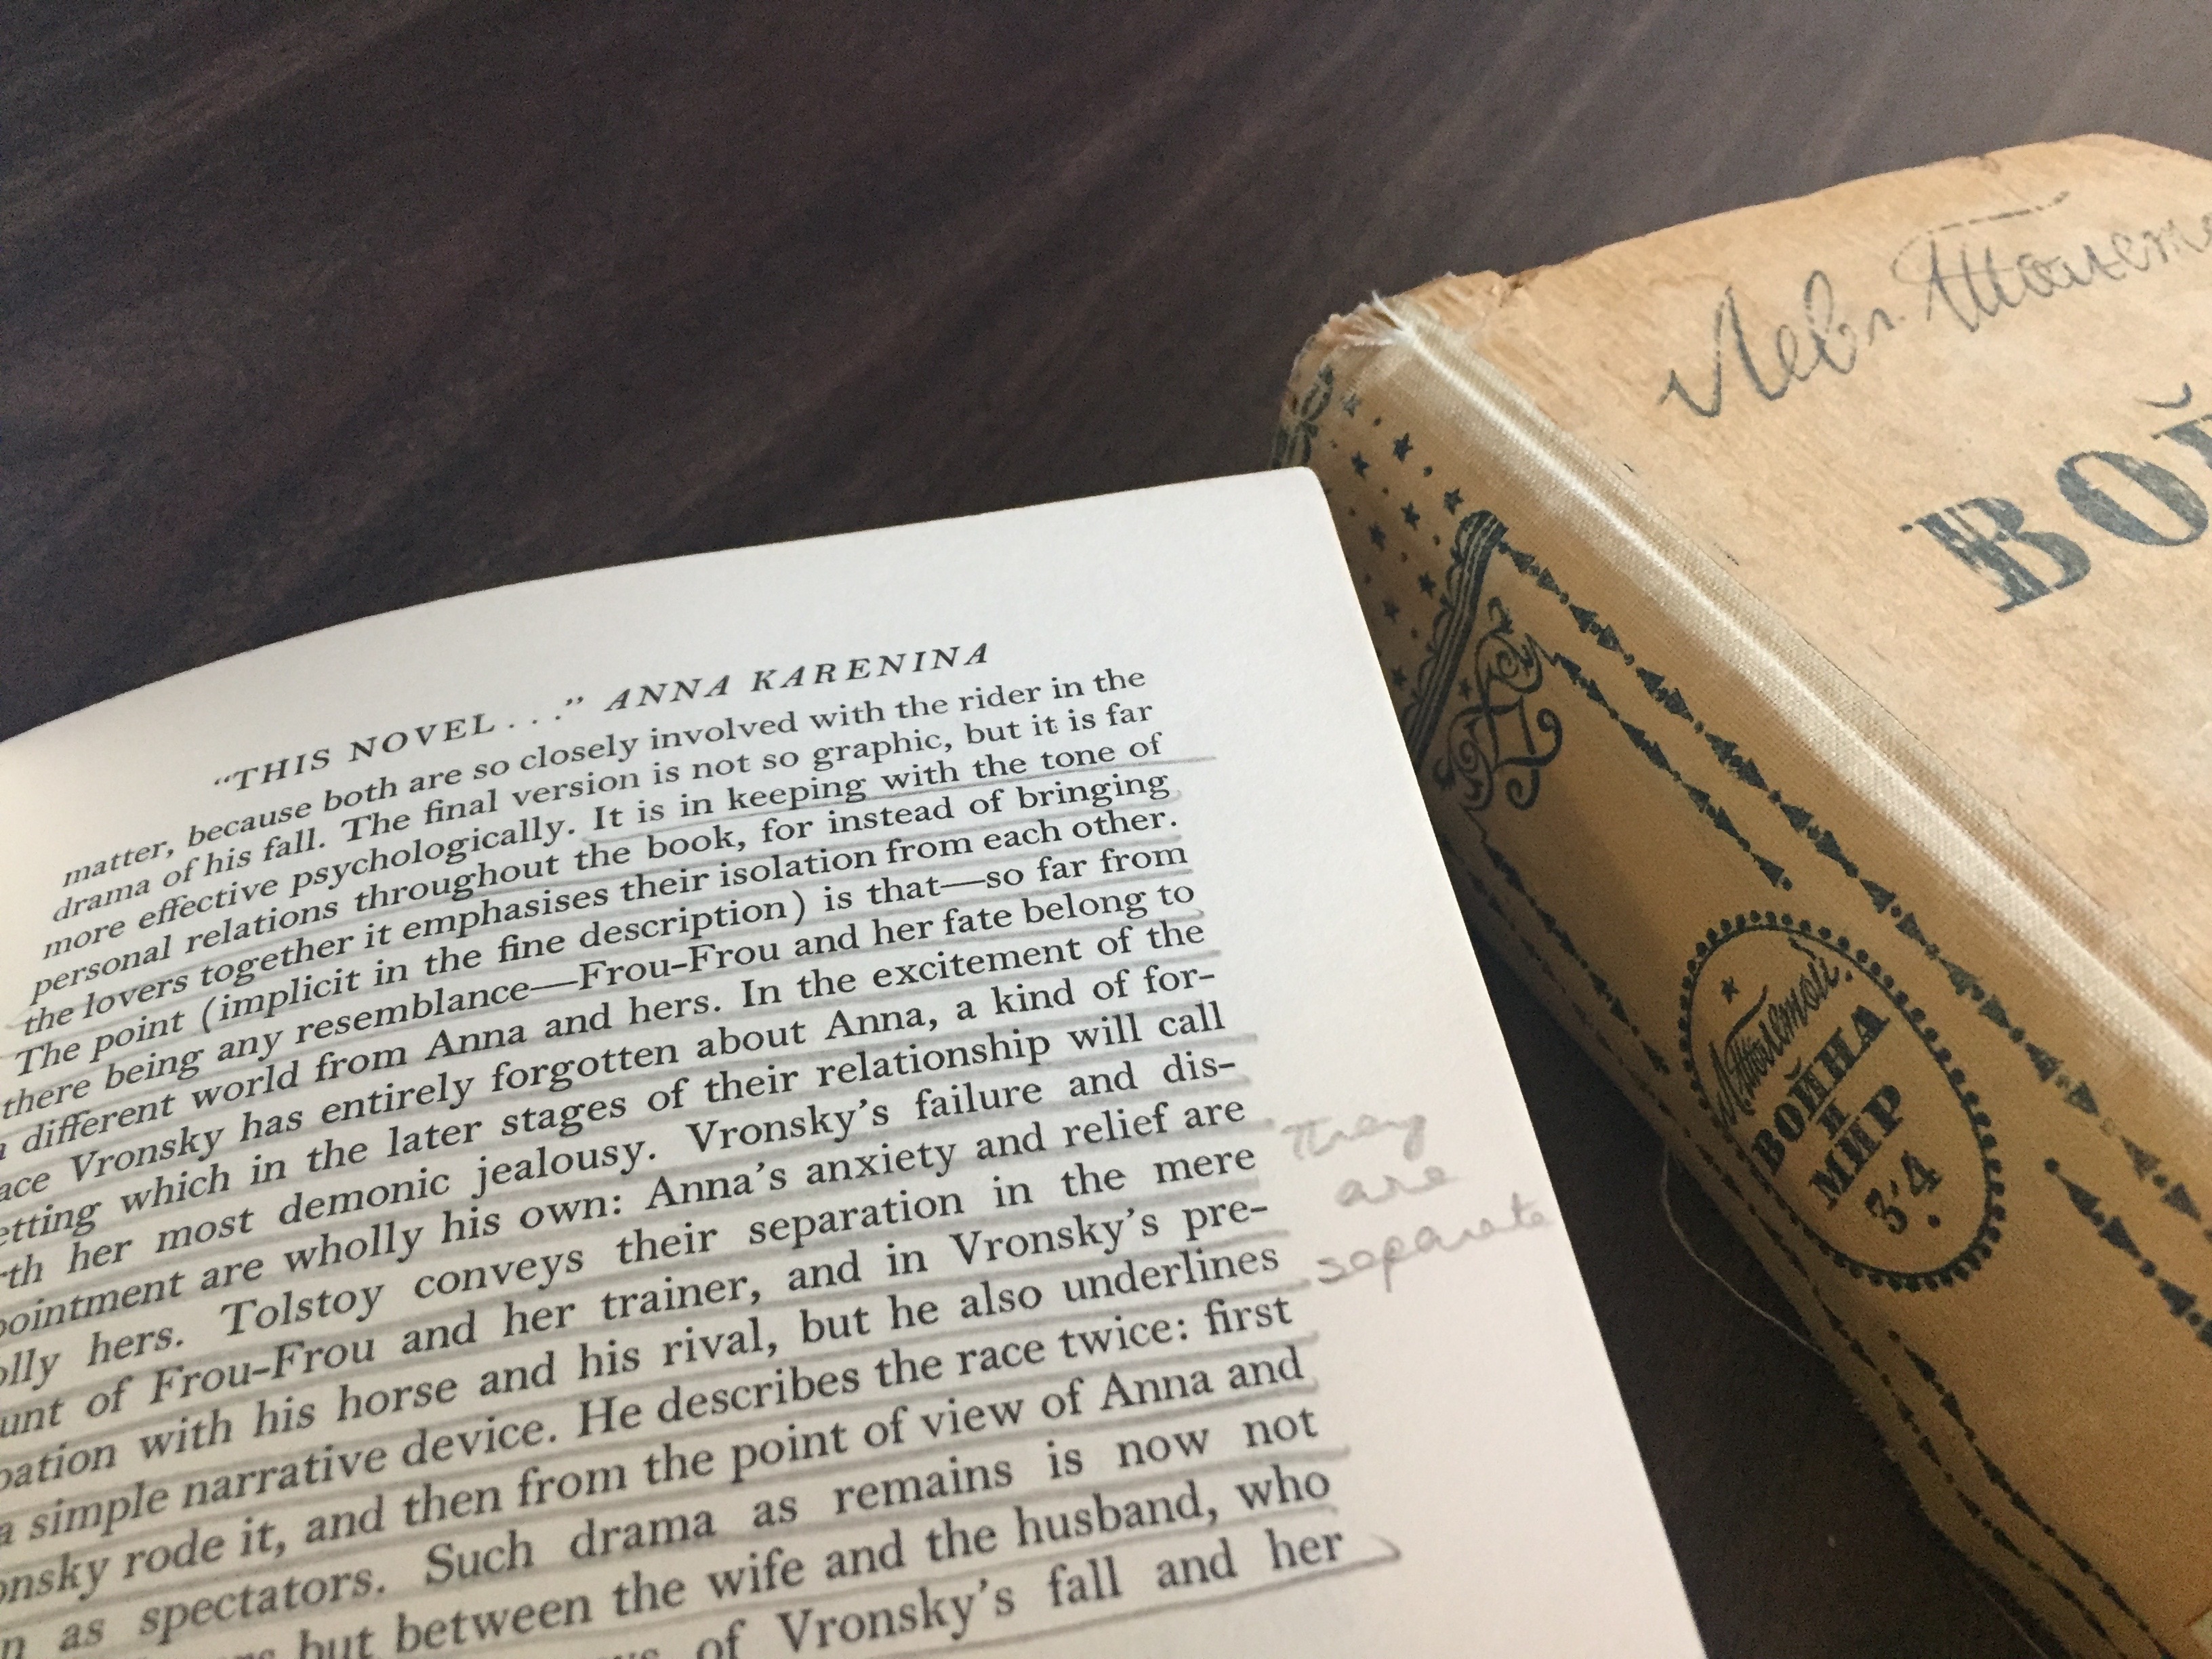 “THIS NOVEL . . .” ANNA KARENINA
matter, because both are so closely involved with the rider in the
drama of his fall. The final version is not so graphic, but it is far
more effective psychologically. It is in keeping with the tone of
personal relations throughout the book, for instead of bringing
the lovers together it emphasises their isolation from each other.
The point (implicit in the fine description) is that—so far from
there being any resemblance—Frou-Frou and her fate belong to
different world from Anna and hers. In the excitement of the
ace Vronsky has entirely forgotten about Anna, a kind of for-
etting which in the later stages of their relationship will call
rth her most demonic jealousy. Vronsky’s failure and dis-
pointment are wholly his own: Anna’s anxiety and relief are
olly hers. Tolstoy conveys their separation in the mere
unt of Frou-Frou and her trainer, and in Vronsky’s pre-
pation with his horse and his rival, but he also underlines
a simple narrative device. He describes the race twice: first
onsky rode it, and then from the point of view of Anna and
n as spectators. Such drama as remains is now not
but between the wife and the husband, who
of Vronsky’s fall and her
They
are
separate
Левъ Толст
ВОЙ
Л.Толстой.
ВОЙНА
И
МИР
3-4